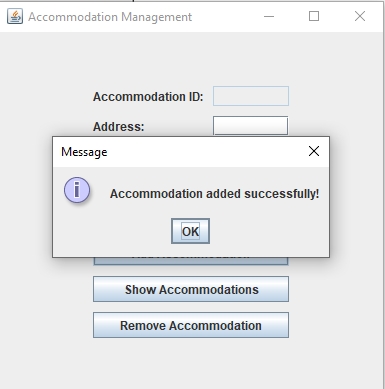 Accommodation Management
Accommodation ID:
Address:
Message
Accommodation added successfully!
OK
Show Accommodations
Remove Accommodation